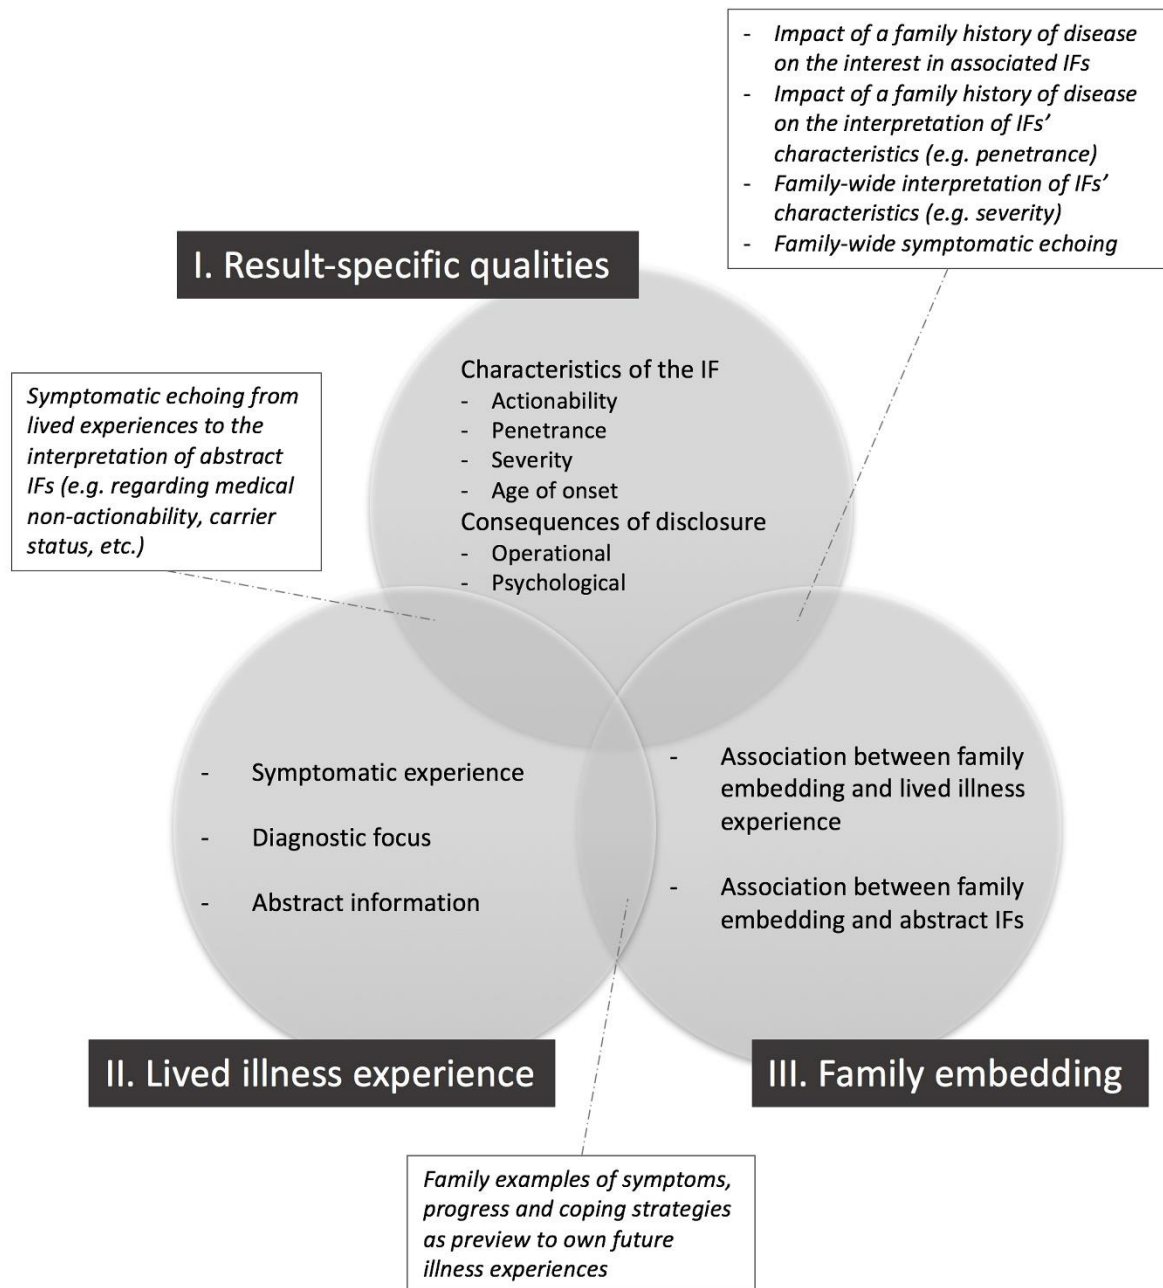 - Impact of a family history of disease
on the interest in associated IFs
- Impact of a family history of disease
on the interpretation of IFs’
characteristics (e.g. penetrance)
- Family-wide interpretation of IFs’
characteristics (e.g. severity)
- Family-wide symptomatic echoing
I. Result-specific qualities
Characteristics of the IF
- Actionability
- Penetrance
- Severity
- Age of onset
Consequences of disclosure
- Operational
- Psychological
Symptomatic echoing from
lived experiences to the
interpretation of abstract
IFs (e.g. regarding medical
non-actionability, carrier
status, etc.)
- Symptomatic experience
- Diagnostic focus
- Abstract information
- Association between family
embedding and lived illness
experience
- Association between family
embedding and abstract IFs
II. Lived illness experience
III. Family embedding
Family examples of symptoms,
progress and coping strategies
as preview to own future
illness experiences